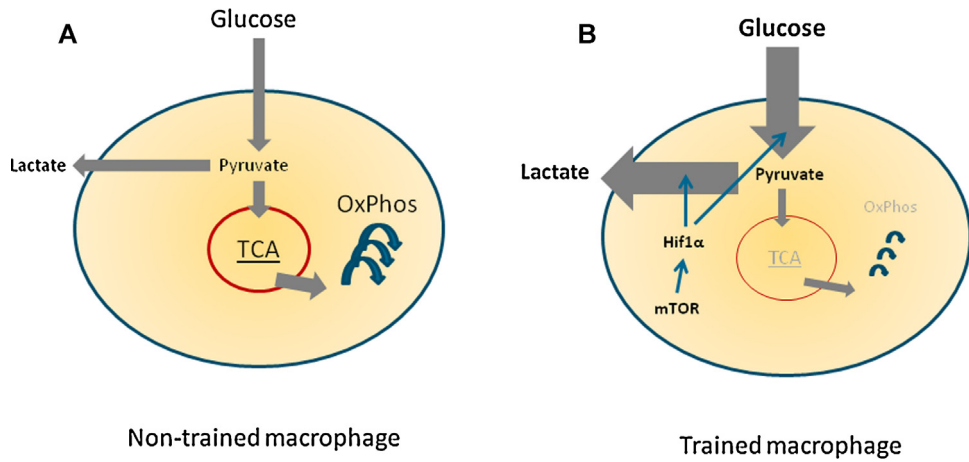 A
Glucose
Lactate
Pyruvate
OxPhos
TCA
Non-trained macrophage
B
Glucose
Lactate
Pyruvate
OxPhos
Hif1α
TCA
mTOR
Trained macrophage